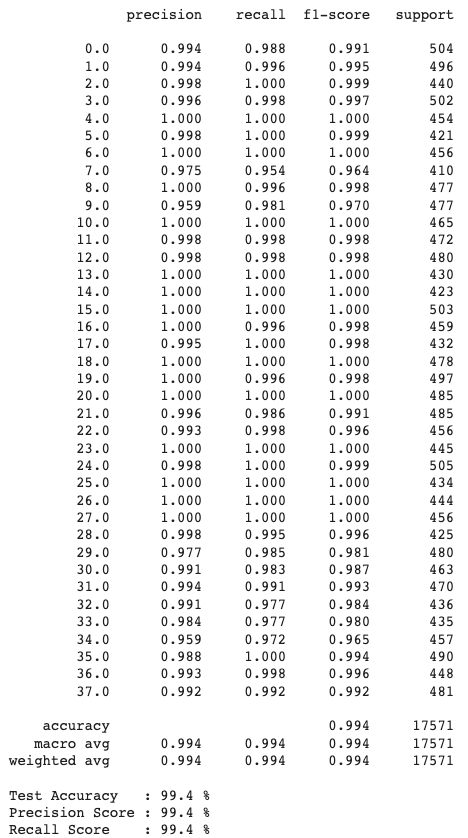 precision recall f1-score support
0.0 0.994 0.988 0.991 504
1.0 0.994 0.996 0.995 496
2.0 0.998 1.000 0.999 440
3.0 0.996 0.998 0.997 502
4.0 1.000 1.000 1.000 454
5.0 0.998 1.000 0.999 421
6.0 1.000 1.000 1.000 456
7.0 0.975 0.954 0.964 410
8.0 1.000 0.996 0.998 477
9.0 0.959 0.981 0.970 477
10.0 1.000 1.000 1.000 465
11.0 0.998 0.998 0.998 472
12.0 0.998 0.998 0.998 480
13.0 1.000 1.000 1.000 430
14.0 1.000 1.000 1.000 423
15.0 1.000 1.000 1.000 503
16.0 1.000 0.996 0.998 459
17.0 0.995 1.000 0.998 432
18.0 1.000 1.000 1.000 478
19.0 1.000 0.996 0.998 497
20.0 1.000 1.000 1.000 485
21.0 0.996 0.986 0.991 485
22.0 0.993 0.998 0.996 456
23.0 1.000 1.000 1.000 445
24.0 0.998 1.000 0.999 505
25.0 1.000 1.000 1.000 434
26.0 1.000 1.000 1.000 444
27.0 1.000 1.000 1.000 456
28.0 0.998 0.995 0.996 425
29.0 0.977 0.985 0.981 480
30.0 0.991 0.983 0.987 463
31.0 0.994 0.991 0.993 470
32.0 0.991 0.977 0.984 436
33.0 0.984 0.977 0.980 435
34.0 0.959 0.972 0.965 457
35.0 0.988 1.000 0.994 490
36.0 0.993 0.998 0.996 448
37.0 0.992 0.992 0.992 481
accuracy 0.994 17571
macro avg 0.994 0.994 0.994 17571
weighted avg 0.994 0.994 0.994 17571
Test Accuracy : 99.4 %
Precision Score : 99.4 %
Recall Score : 99.4 %